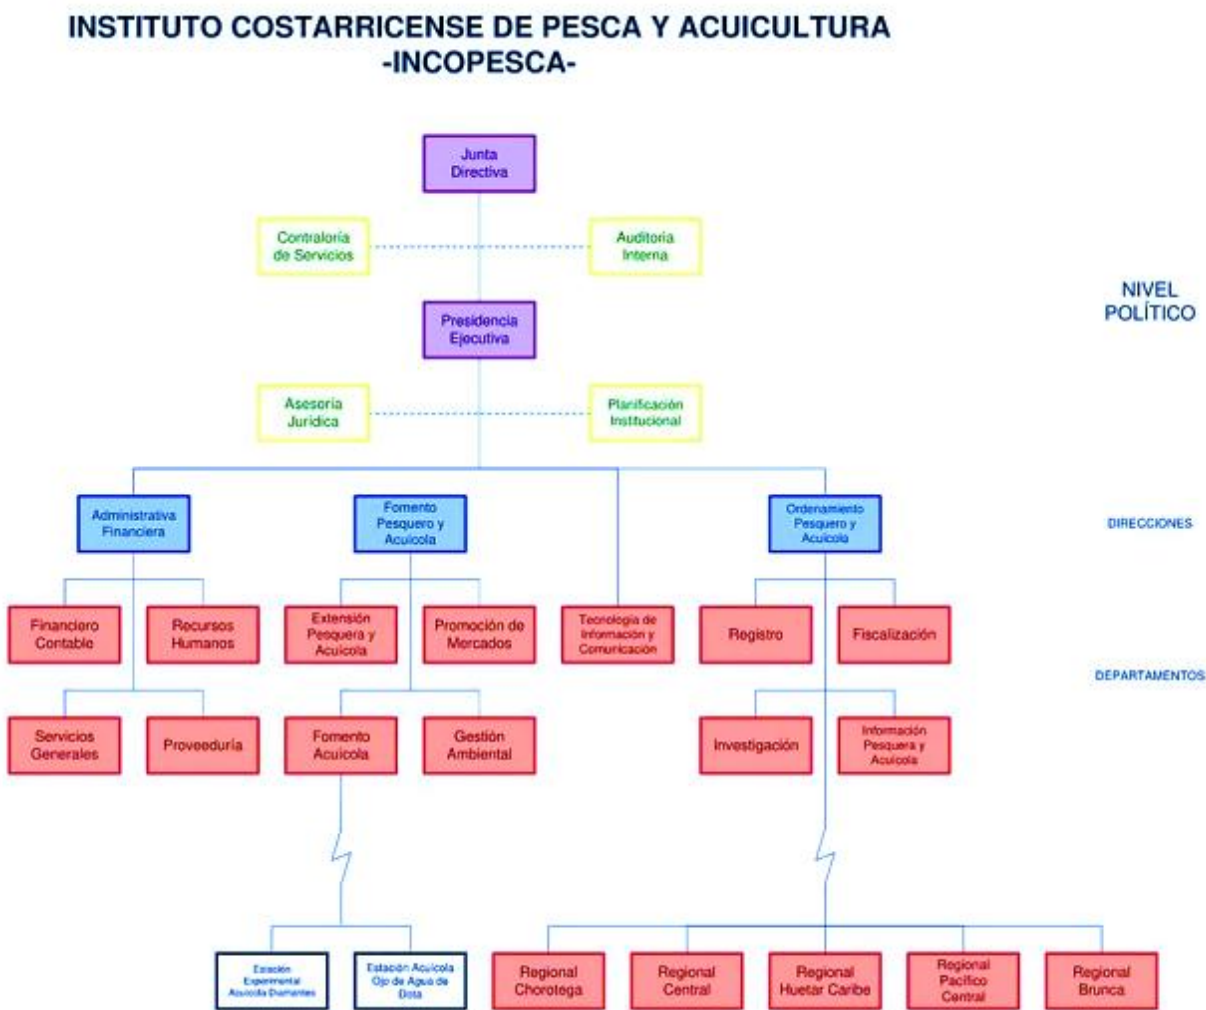 INSTITUTO COSTARRICENSE DE PESCA Y ACUICULTURA
-INCOPESCA-
Junta
Directiva
Contraloría
de Servicios
Auditoría
Interna
NIVEL
POLÍTICO
Presidencia
Ejecutiva
Asesoría
Jurídica
Planificación
Institucional
Administrativa
Financiera
Fomento
Pesquero y
Acuícola
Ordenamiento
Pesquero y
Acuícola
DIRECCIONES
Financiero
Contable
Recursos
Humanos
Extensión
Pesquera y
Acuícola
Promoción de
Mercados
Tecnología de
Información y
Comunicación
Registro
Fiscalización
DEPARTAMENTOS
Servicios
Generales
Proveeduría
Fomento
Acuícola
Gestión
Ambiental
Investigación
Información
Pesquera y
Acuícola
Estación
Experimental
Acuícola Diamantes
Estación Acuícola
Ojo de Agua de
Dota
Regional
Chorotega
Regional
Central
Regional
Huetar Caribe
Regional
Pacífico
Central
Regional
Brunca